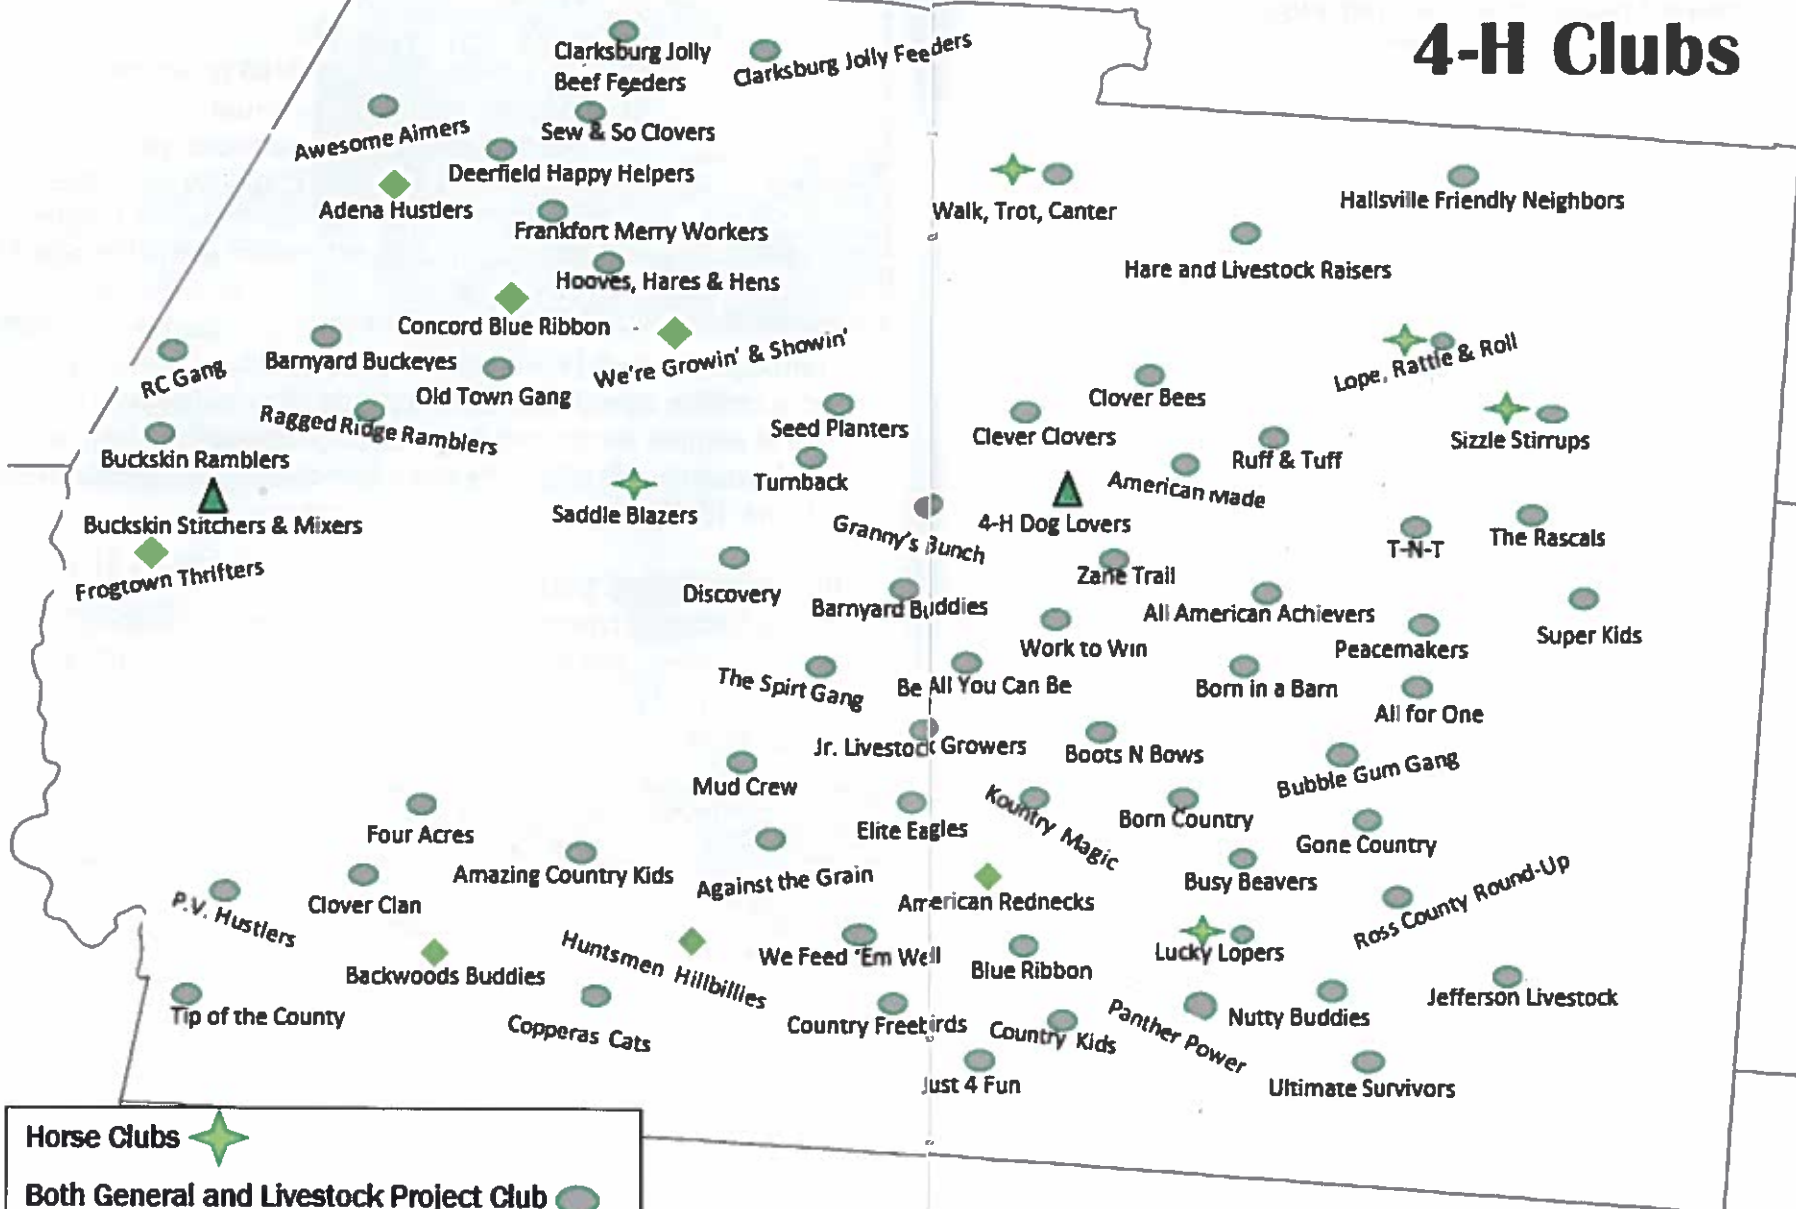 4-H Clubs
Clarksburg Jolly
Beef Feeders
Clarksburg Jolly Feeders
Awesome Aimers
Sew & So Clovers
Deerfield Happy Helpers
Adena Hustlers
Frankfort Merry Workers
Walk, Trot, Canter
Hallsville Friendly Neighbors
Hooves, Hares & Hens
Hare and Livestock Raisers
Concord Blue Ribbon
We're Growin' & Showin'
Lope, Rattle & Roll
RC Gang
Barnyard Buckeyes
Old Town Gang
Clover Bees
Ragged Ridge Ramblers
Seed Planters
Clever Clovers
Sizzle Stirrups
Buckskin Ramblers
Ruff & Tuff
Turnback
American Made
Buckskin Stitchers & Mixers
Saddle Blazers
Granny's Bunch
4-H Dog Lovers
T-N-T
The Rascals
Frogtown Thrifters
Discovery
Zane Trail
Barnyard Buddies
All American Achievers
Super Kids
Work to Win
Peacemakers
The Spirt Gang
Be All You Can Be
Born in a Barn
All for One
Jr. Livestock Growers
Boots N Bows
Mud Crew
Bubble Gum Gang
Four Acres
Elite Eagles
Kountry Magic
Born Country
Gone Country
Amazing Country Kids
Against the Grain
Busy Beavers
P.V. Hustlers
Clover Clan
American Rednecks
Ross County Round-Up
Huntsmen Hillbillies
We Feed 'Em Well
Blue Ribbon
Lucky Lopers
Backwoods Buddies
Jefferson Livestock
Tip of the County
Copperas Cats
Country Freebirds
Country Kids
Panther Power
Nutty Buddies
Just 4 Fun
Ultimate Survivors
Horse Clubs
Both General and Livestock Project Club